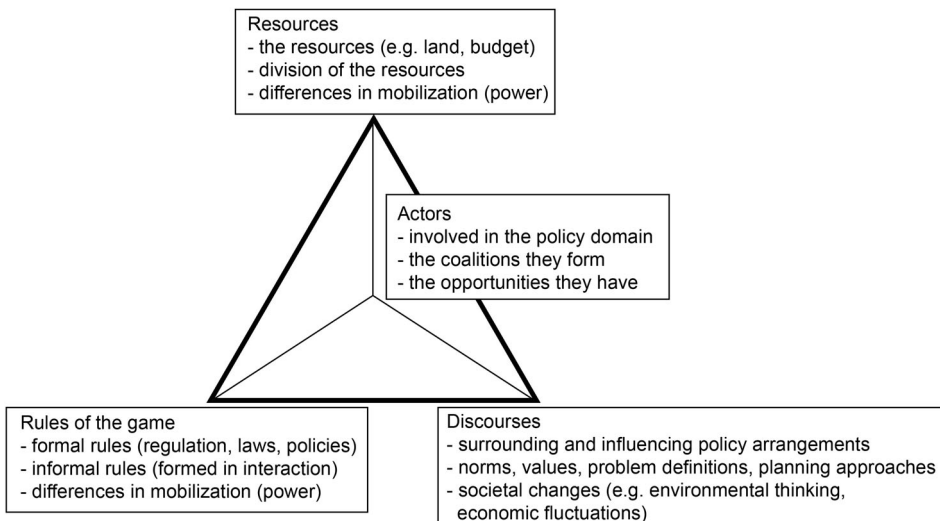 Resources
- the resources (e.g. land, budget)
- division of the resources
- differences in mobilization (power)
Actors
- involved in the policy domain
- the coalitions they form
- the opportunities they have
Rules of the game
- formal rules (regulation, laws, policies)
- informal rules (formed in interaction)
- differences in mobilization (power)
Discourses
- surrounding and influencing policy arrangements
- norms, values, problem definitions, planning approaches
- societal changes (e.g. environmental thinking,
economic fluctuations)